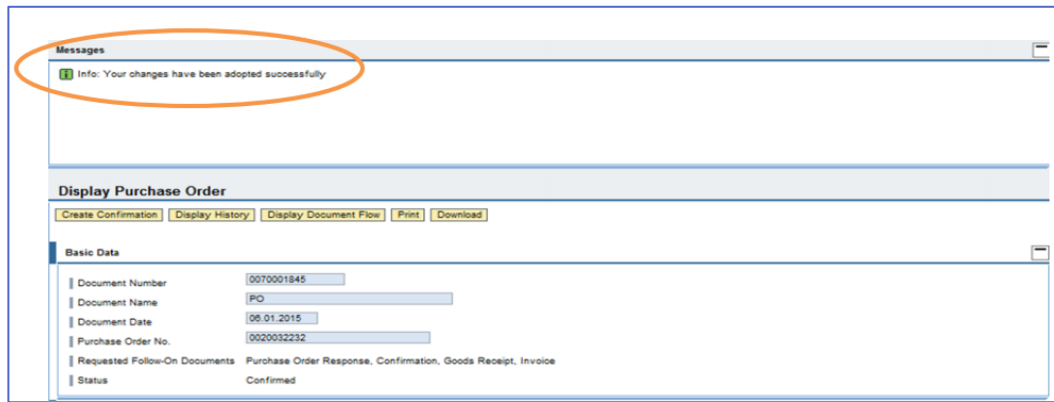 Messages
Info: Your changes have been adopted successfully
Display Purchase Order
Create Confirmation Display History Display Document Flow Print Download
Basic Data
Document Number 0070001845
Document Name PO
Document Date 06.01.2015
Purchase Order No. 0020032232
Requested Follow-On Documents Purchase Order Response, Confirmation, Goods Receipt, Invoice
Status Confirmed